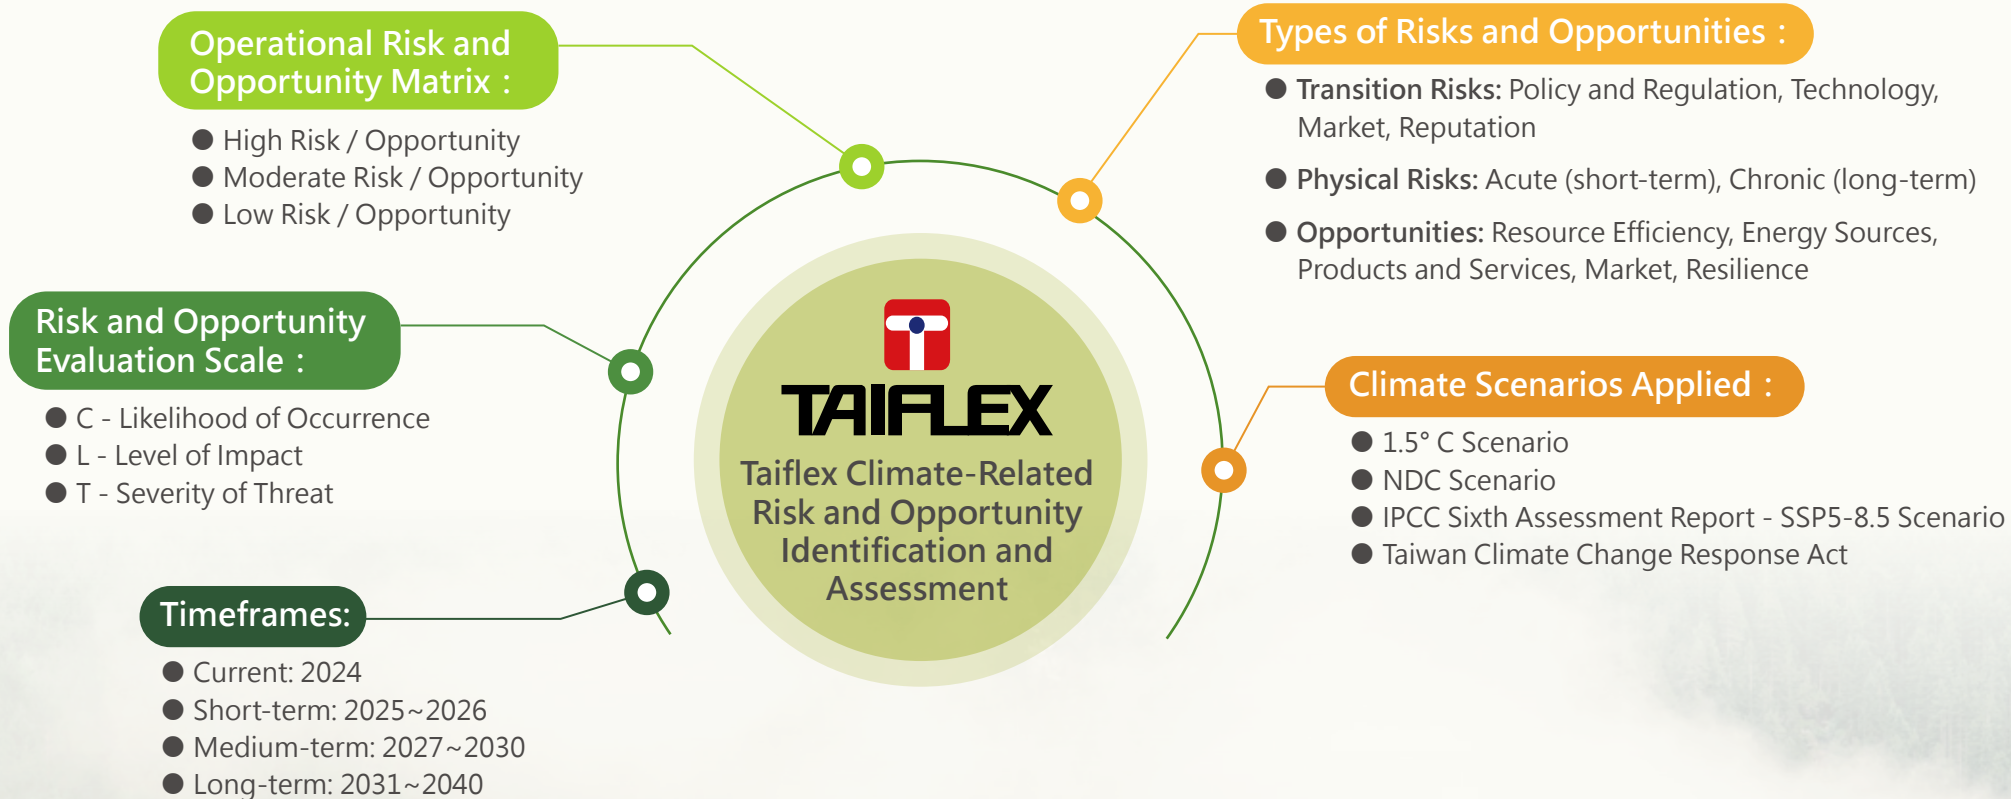 Operational Risk and
Opportunity Matrix：
● High Risk / Opportunity
● Moderate Risk / Opportunity
● Low Risk / Opportunity
Risk and Opportunity
Evaluation Scale：
● C - Likelihood of Occurrence
● L - Level of Impact
● T - Severity of Threat
Timeframes:
● Current: 2024
● Short-term: 2025~2026
● Medium-term: 2027~2030
● Long-term: 2031~2040
TAIFLEX
Taiflex Climate-Related
Risk and Opportunity
Identification and
Assessment
Types of Risks and Opportunities：
● Transition Risks: Policy and Regulation, Technology,
Market, Reputation
● Physical Risks: Acute (short-term), Chronic (long-term)
● Opportunities: Resource Efficiency, Energy Sources,
Products and Services, Market, Resilience
Climate Scenarios Applied：
● 1.5° C Scenario
● NDC Scenario
● IPCC Sixth Assessment Report - SSP5-8.5 Scenario
● Taiwan Climate Change Response Act